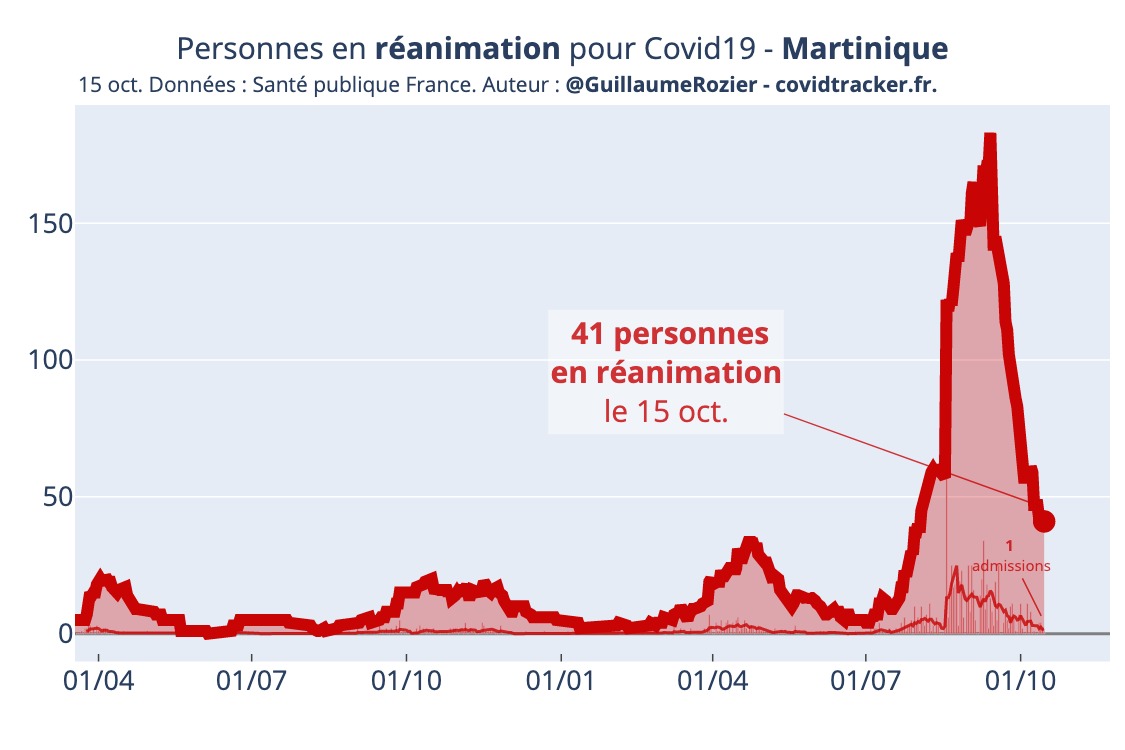 Personnes en réanimation pour Covid19 - Martinique
15 oct. Données : Santé publique France. Auteur : @GuillaumeRozier - covidtracker.fr.
150
100
50
0
41 personnes
en réanimation
le 15 oct.
1
admissions
01/04
01/07
01/10
01/01
01/04
01/07
01/10